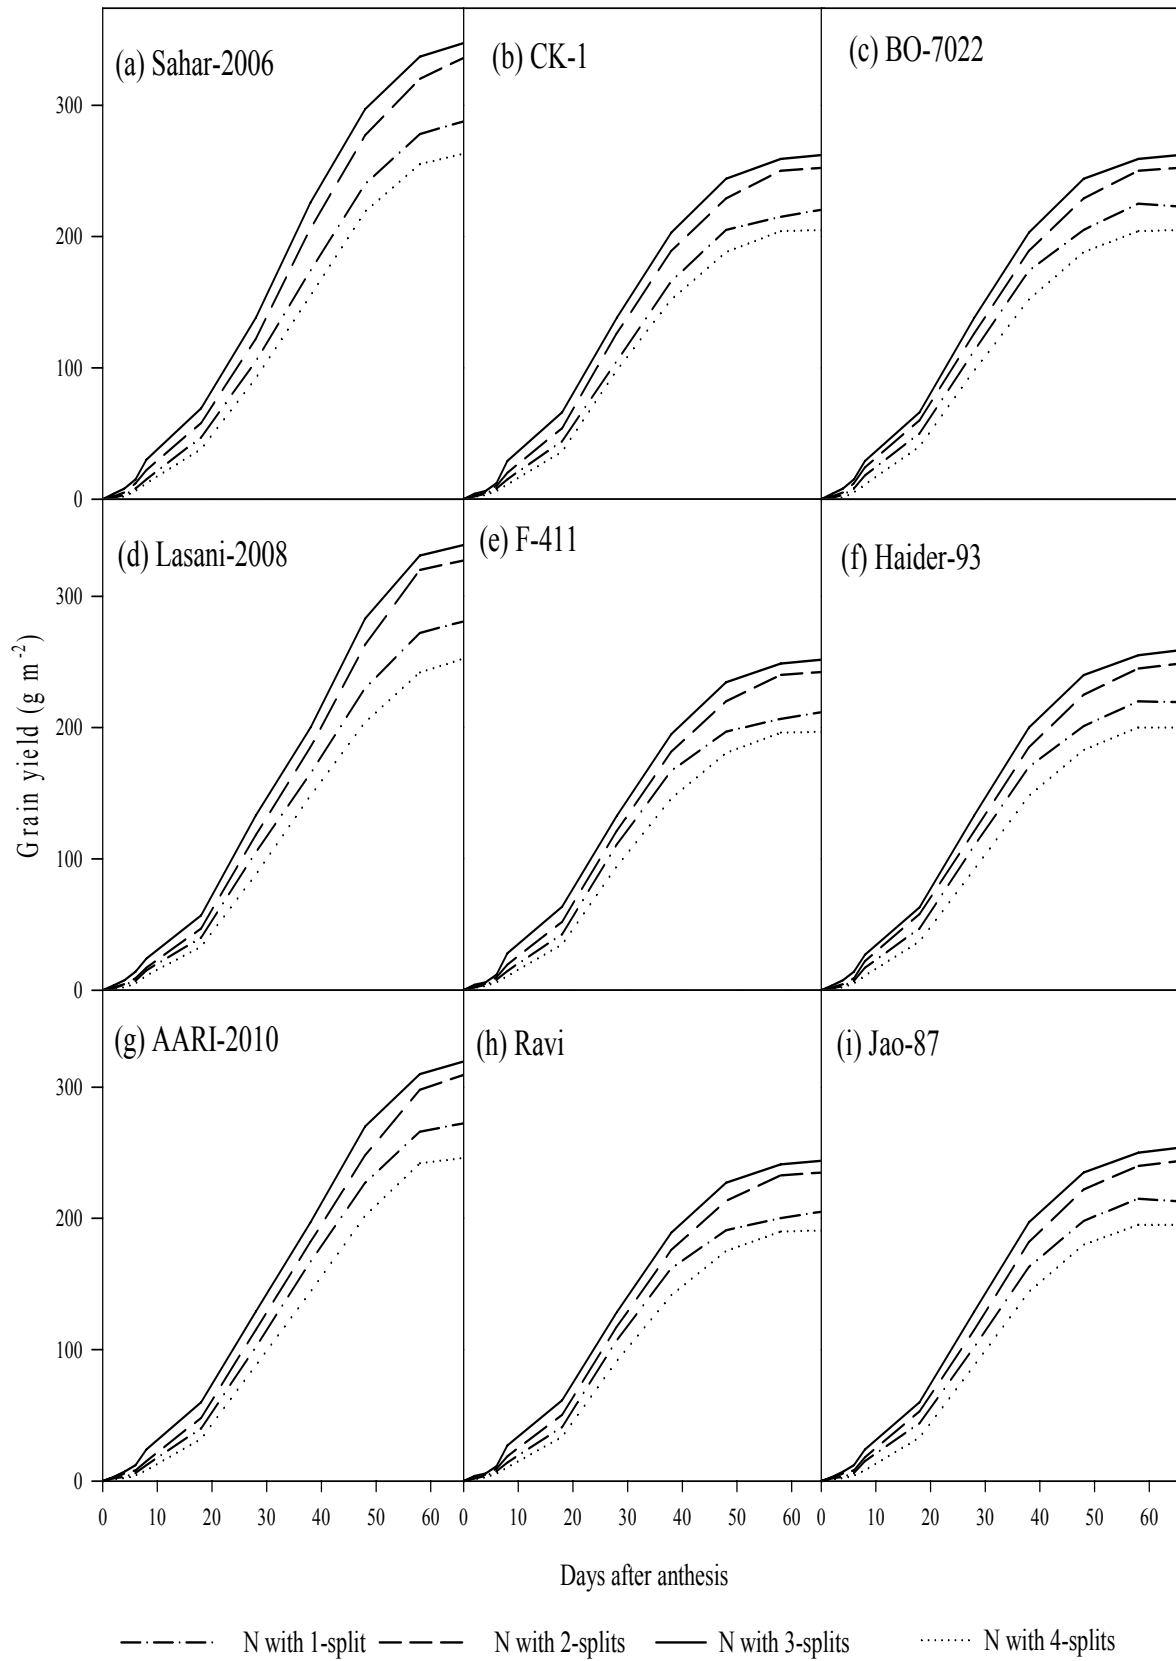 (a) Sahar-2006
(b) CK-1
(c) BO-7022
300
200
100
0
(d) Lasani-2008
(e) F-411
(f) Haider-93
300
200
100
0
Grain yield (g m-2)
(g) AARI-2010
(h) Ravi
(i) Jao-87
300
200
100
0
0 10 20 30 40 50 60 0 10 20 30 40 50 60 0 10 20 30 40 50 60
Days after anthesis
N with 1-split N with 2-splits N with 3-splits N with 4-splits